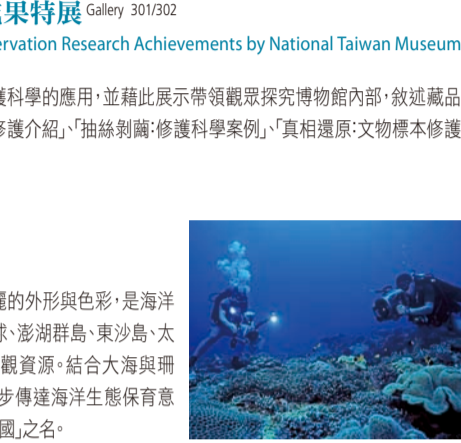 果特展 Gallery 301/302
ervation Research Achievements by National Taiwan Museum
護科學的應用，並藉此展示帶領觀眾探究博物館內部，敘述藏品
修護介紹」、「抽絲剝繭：修護科學案例」、「真相還原：文物標本修護
麗的外形與色彩，是海洋
球、澎湖群島、東沙島、太
觀資源。結合大海與珊
步傳達海洋生態保育意
國」之名。